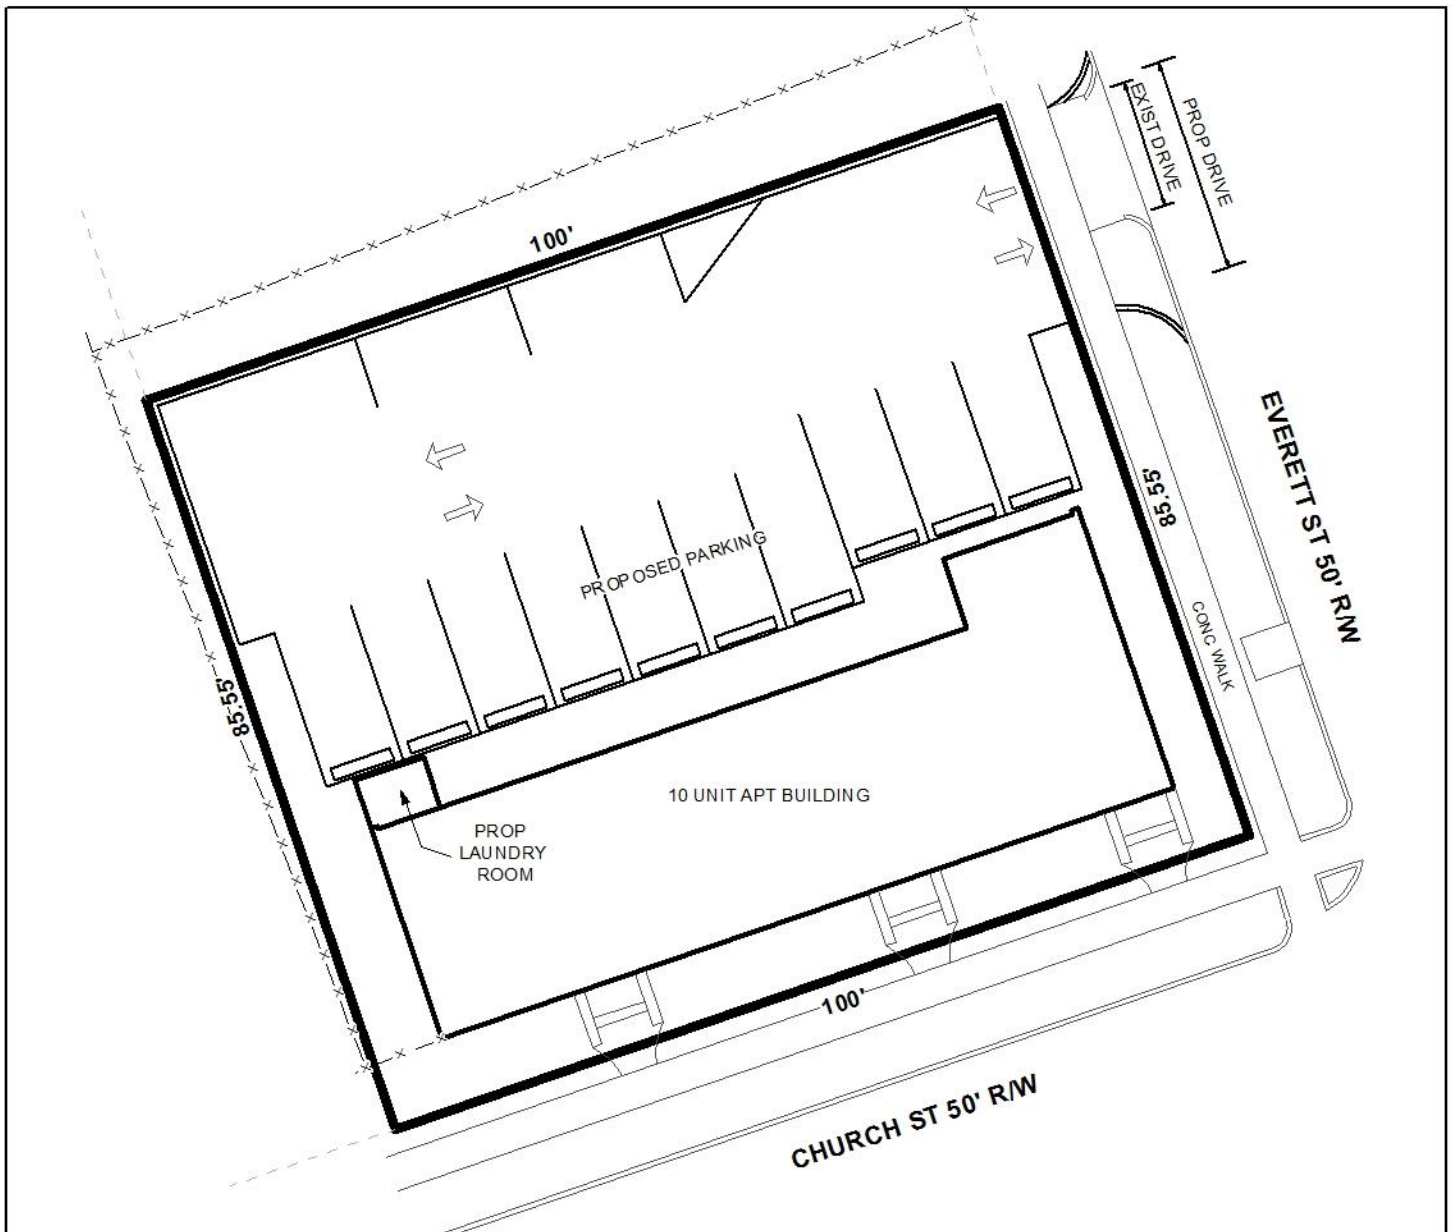 EXIST DRIVE
PROP DRIVE
100'
EVERETT ST 50' R/W
85.55'
PROPOSED PARKING
CONC WALK
85.55'
10 UNIT APT BUILDING
PROP
LAUNDRY
ROOM
100'
CHURCH ST 50' R/W